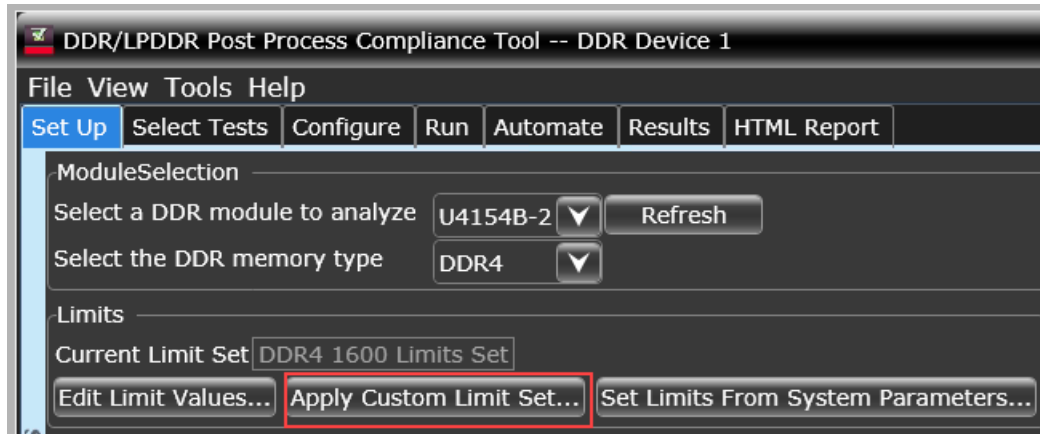 DDR/LPDDR Post Process Compliance Tool -- DDR Device 1
File View Tools Help
Set Up Select Tests Configure Run Automate Results HTML Report
ModuleSelection
Select a DDR module to analyze U4154B-2 Refresh
Select the DDR memory type DDR4
Limits
Current Limit Set DDR4 1600 Limits Set
Edit Limit Values... Apply Custom Limit Set... Set Limits From System Parameters...